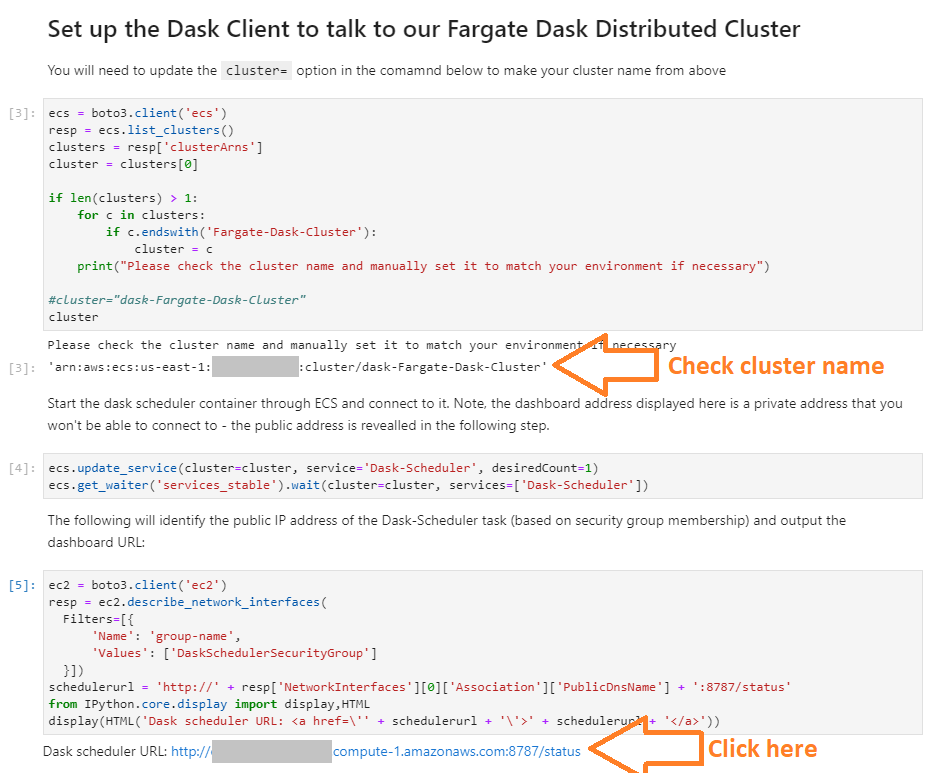 Set up the Dask Client to talk to our Fargate Dask Distributed Cluster
You will need to update the cluster= option in the comamnd below to make your cluster name from above
[3]: ecs = boto3.client('ecs')
resp = ecs.list_clusters()
clusters = resp['clusterArns']
cluster = clusters[0]
if len(clusters) > 1:
    for c in clusters:
        if c.endswith('Fargate-Dask-Cluster'):
            cluster = c
    print("Please check the cluster name and manually set it to match your environment if necessary")
#cluster="dask-Fargate-Dask-Cluster"
cluster
Please check the cluster name and manually set it to match your environment if necessary
[3]: 'arn:aws:ecs:us-east-1: :cluster/dask-Fargate-Dask-Cluster' Check cluster name
Start the dask scheduler container through ECS and connect to it. Note, the dashboard address displayed here is a private address that you
won't be able to connect to - the public address is revealled in the following step.
[4]: ecs.update_service(cluster=cluster, service='Dask-Scheduler', desiredCount=1)
ecs.get_waiter('services_stable').wait(cluster=cluster, services=['Dask-Scheduler'])
The following will identify the public IP address of the Dask-Scheduler task (based on security group membership) and output the
dashboard URL:
[5]: ec2 = boto3.client('ec2')
resp = ec2.describe_network_interfaces(
  Filters=[{
      'Name': 'group-name',
      'Values': ['DaskSchedulerSecurityGroup']
  }])
schedulerurl = 'http://' + resp['NetworkInterfaces'][0]['Association']['PublicDnsName'] + ':8787/status'
from IPython.core.display import display,HTML
display(HTML('Dask scheduler URL: <a href=\'' + schedulerurl + '\'>' + schedulerurl + '</a>'))
Dask scheduler URL: http:// compute-1.amazonaws.com:8787/status Click here